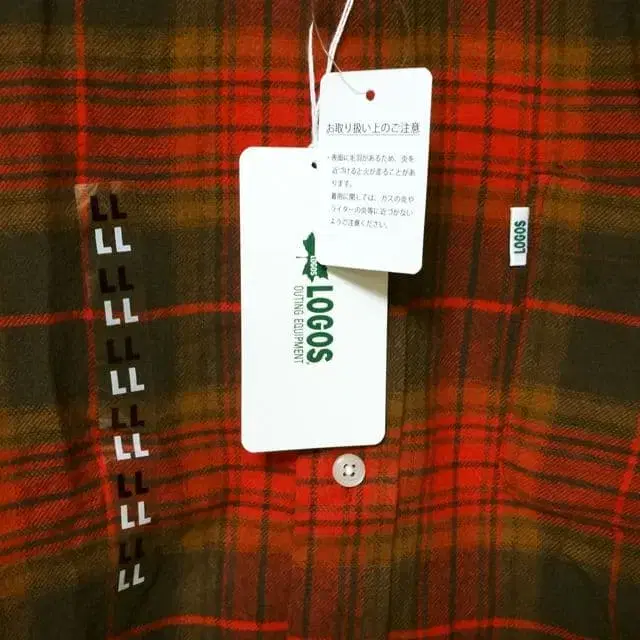 お取り扱い上のご注意
・表面に毛羽があるため、炎を
近づけると火が走ることがあ
ります。
着用に関しては、ガスの炎や
ライターの炎等に近づかない
ようご注意ください。
LOGOS
LOGOS
OUTING EQUIPMENT
LOGOS
LL
LL
LL
LL
LL
LL
LL
LL
LL
LL
LL
LL